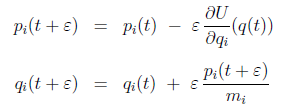 p_i(t + ε) = p_i(t) − ε ∂U/∂q_i (q(t))
q_i(t + ε) = q_i(t) + ε p_i(t + ε)/m_i